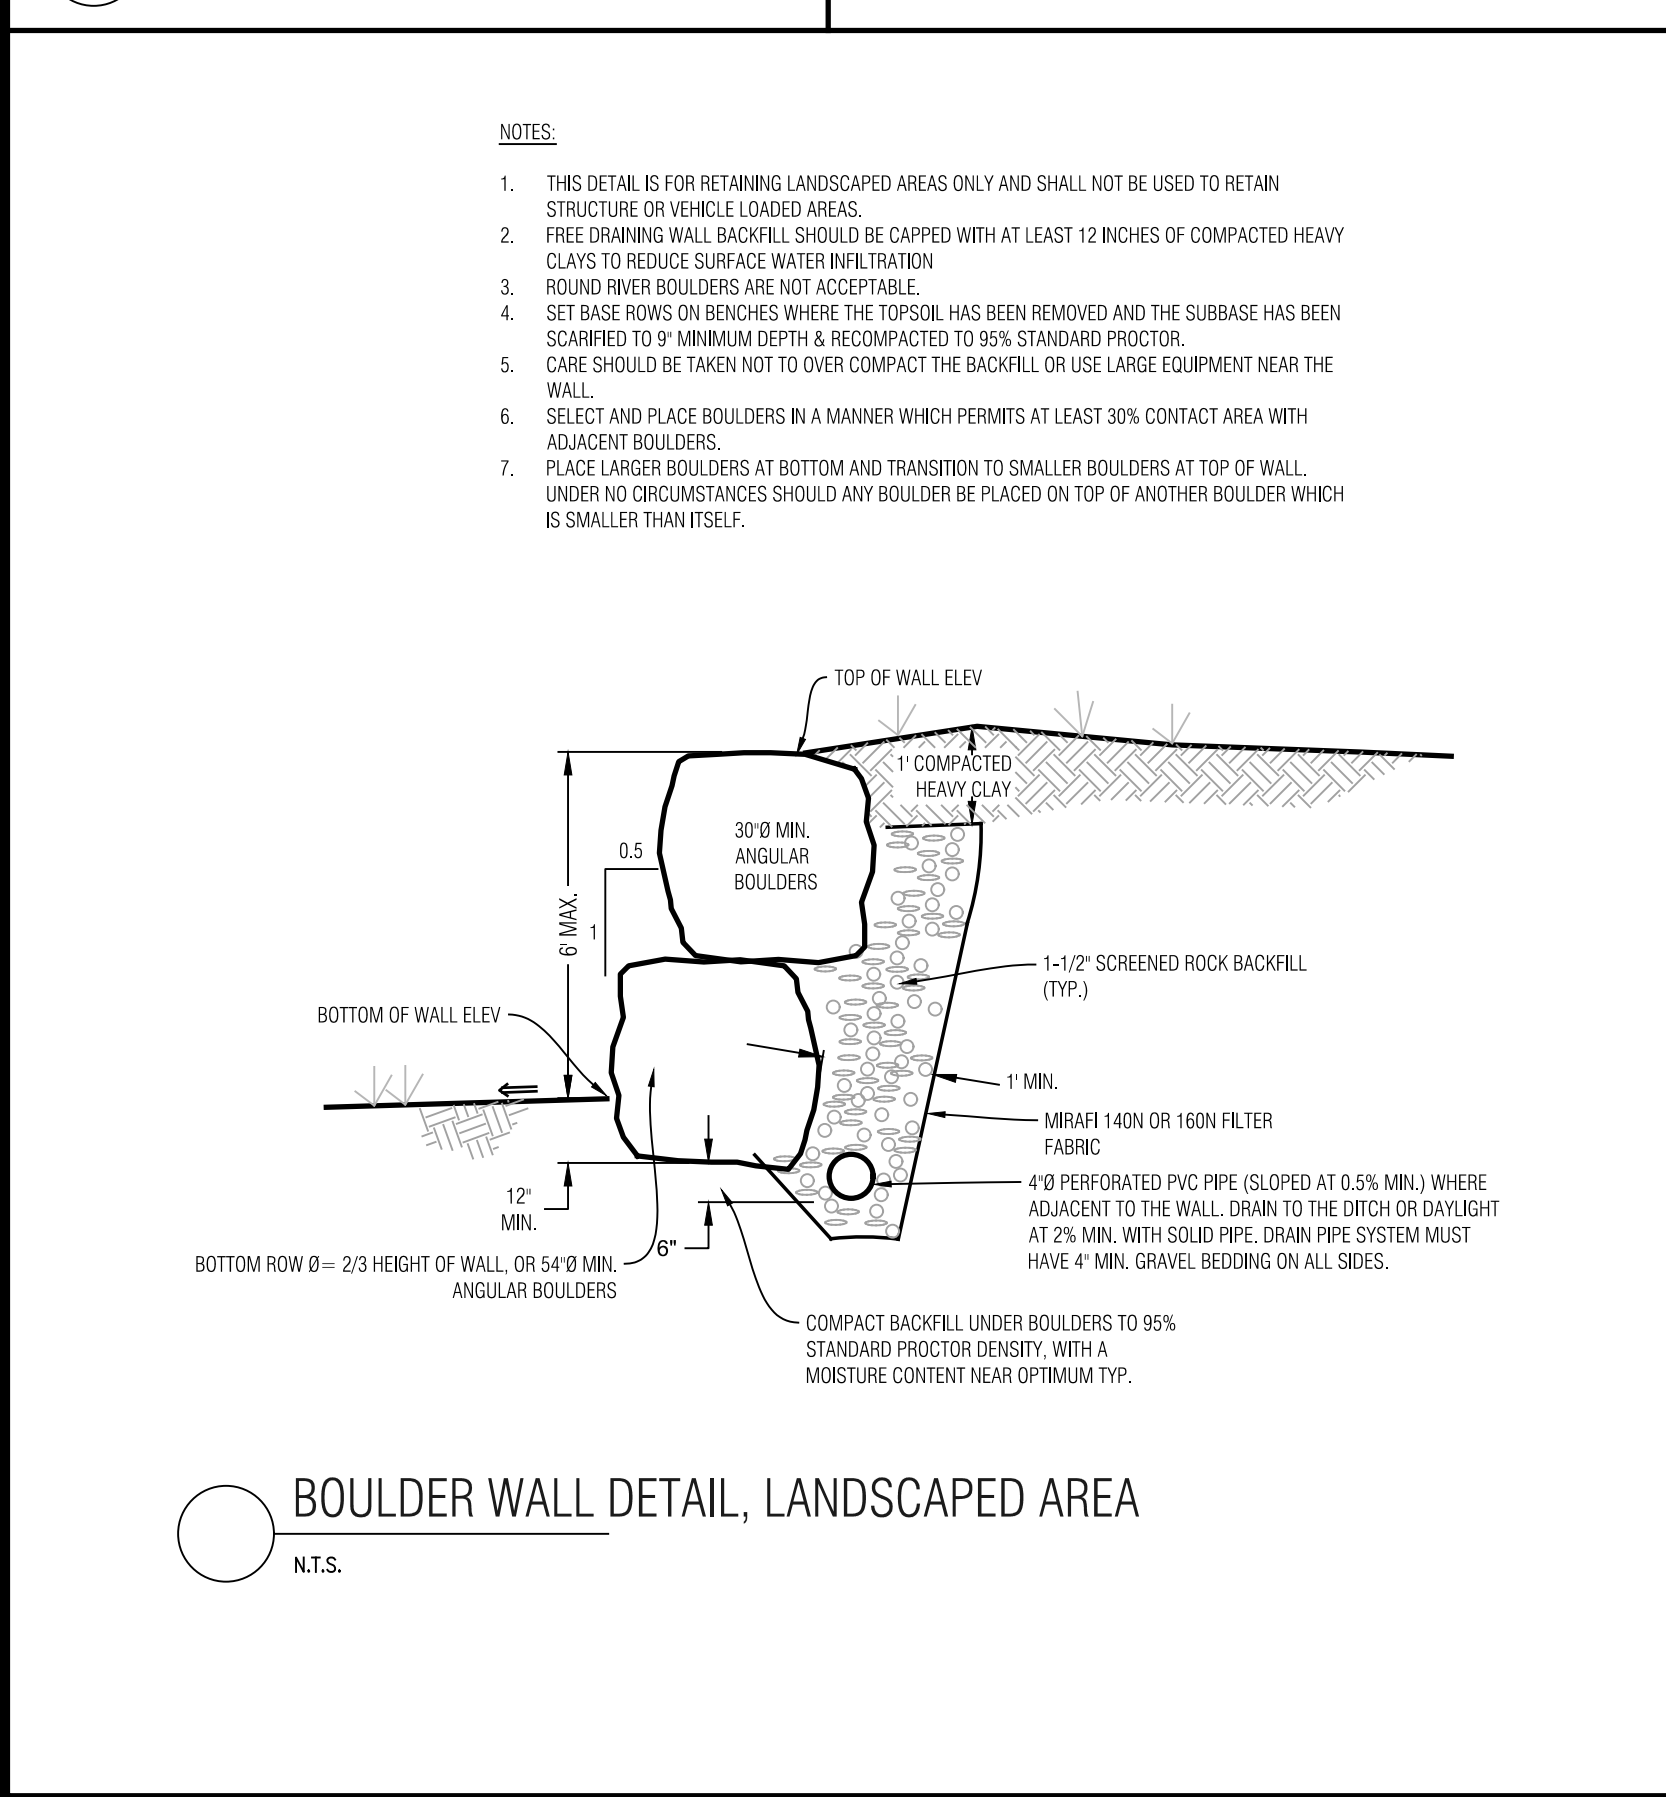 NOTES:
1. THIS DETAIL IS FOR RETAINING LANDSCAPED AREAS ONLY AND SHALL NOT BE USED TO RETAIN
STRUCTURE OR VEHICLE LOADED AREAS.
2. FREE DRAINING WALL BACKFILL SHOULD BE CAPPED WITH AT LEAST 12 INCHES OF COMPACTED HEAVY
CLAYS TO REDUCE SURFACE WATER INFILTRATION
3. ROUND RIVER BOULDERS ARE NOT ACCEPTABLE.
4. SET BASE ROWS ON BENCHES WHERE THE TOPSOIL HAS BEEN REMOVED AND THE SUBBASE HAS BEEN
SCARIFIED TO 9" MINIMUM DEPTH & RECOMPACTED TO 95% STANDARD PROCTOR.
5. CARE SHOULD BE TAKEN NOT TO OVER COMPACT THE BACKFILL OR USE LARGE EQUIPMENT NEAR THE
WALL.
6. SELECT AND PLACE BOULDERS IN A MANNER WHICH PERMITS AT LEAST 30% CONTACT AREA WITH
ADJACENT BOULDERS.
7. PLACE LARGER BOULDERS AT BOTTOM AND TRANSITION TO SMALLER BOULDERS AT TOP OF WALL.
UNDER NO CIRCUMSTANCES SHOULD ANY BOULDER BE PLACED ON TOP OF ANOTHER BOULDER WHICH
IS SMALLER THAN ITSELF.
TOP OF WALL ELEV
1' COMPACTED
HEAVY CLAY
30"Ø MIN.
ANGULAR
BOULDERS
0.5
1
6' MAX.
1-1/2" SCREENED ROCK BACKFILL
(TYP.)
BOTTOM OF WALL ELEV
1' MIN.
MIRAFI 140N OR 160N FILTER
FABRIC
4"Ø PERFORATED PVC PIPE (SLOPED AT 0.5% MIN.) WHERE
ADJACENT TO THE WALL. DRAIN TO THE DITCH OR DAYLIGHT
AT 2% MIN. WITH SOLID PIPE. DRAIN PIPE SYSTEM MUST
HAVE 4" MIN. GRAVEL BEDDING ON ALL SIDES.
12"
MIN.
6"
BOTTOM ROW Ø= 2/3 HEIGHT OF WALL, OR 54"Ø MIN.
ANGULAR BOULDERS
COMPACT BACKFILL UNDER BOULDERS TO 95%
STANDARD PROCTOR DENSITY, WITH A
MOISTURE CONTENT NEAR OPTIMUM TYP.
BOULDER WALL DETAIL, LANDSCAPED AREA
N.T.S.